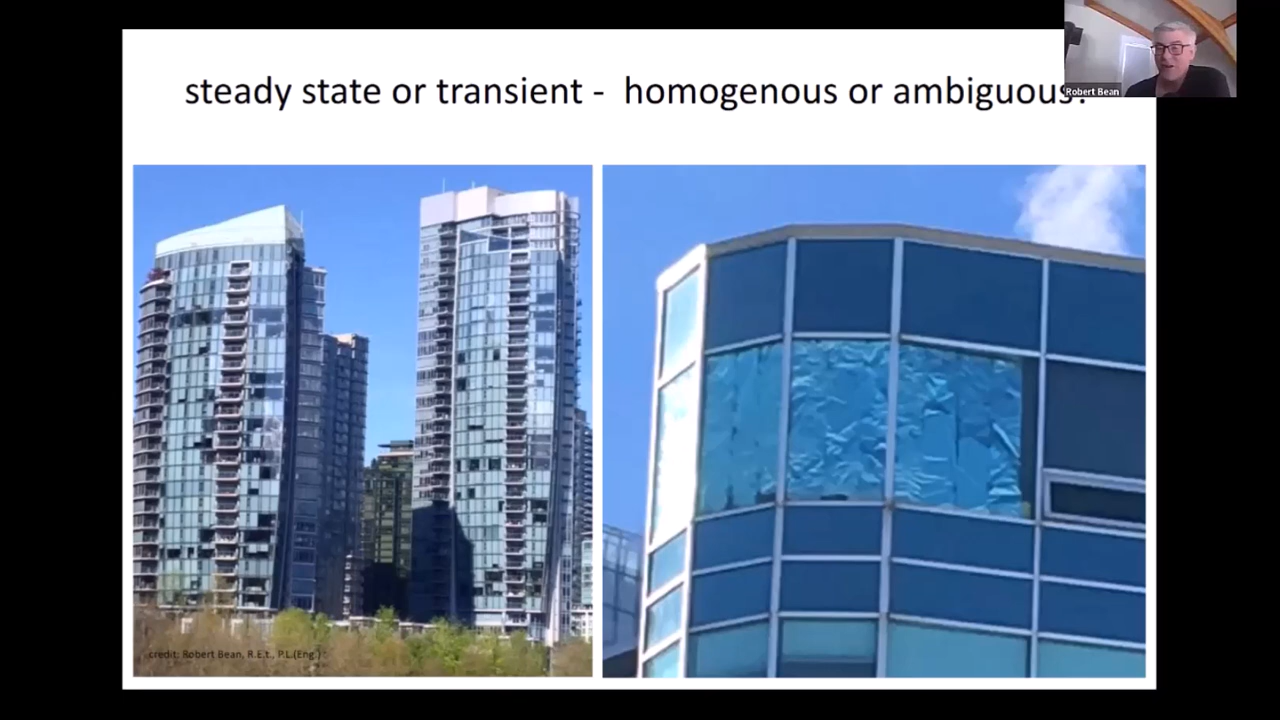 steady state or transient - homogenous or ambiguous?
Robert Bean
credit: Robert Bean, R.E.t., P.L.(Eng.)